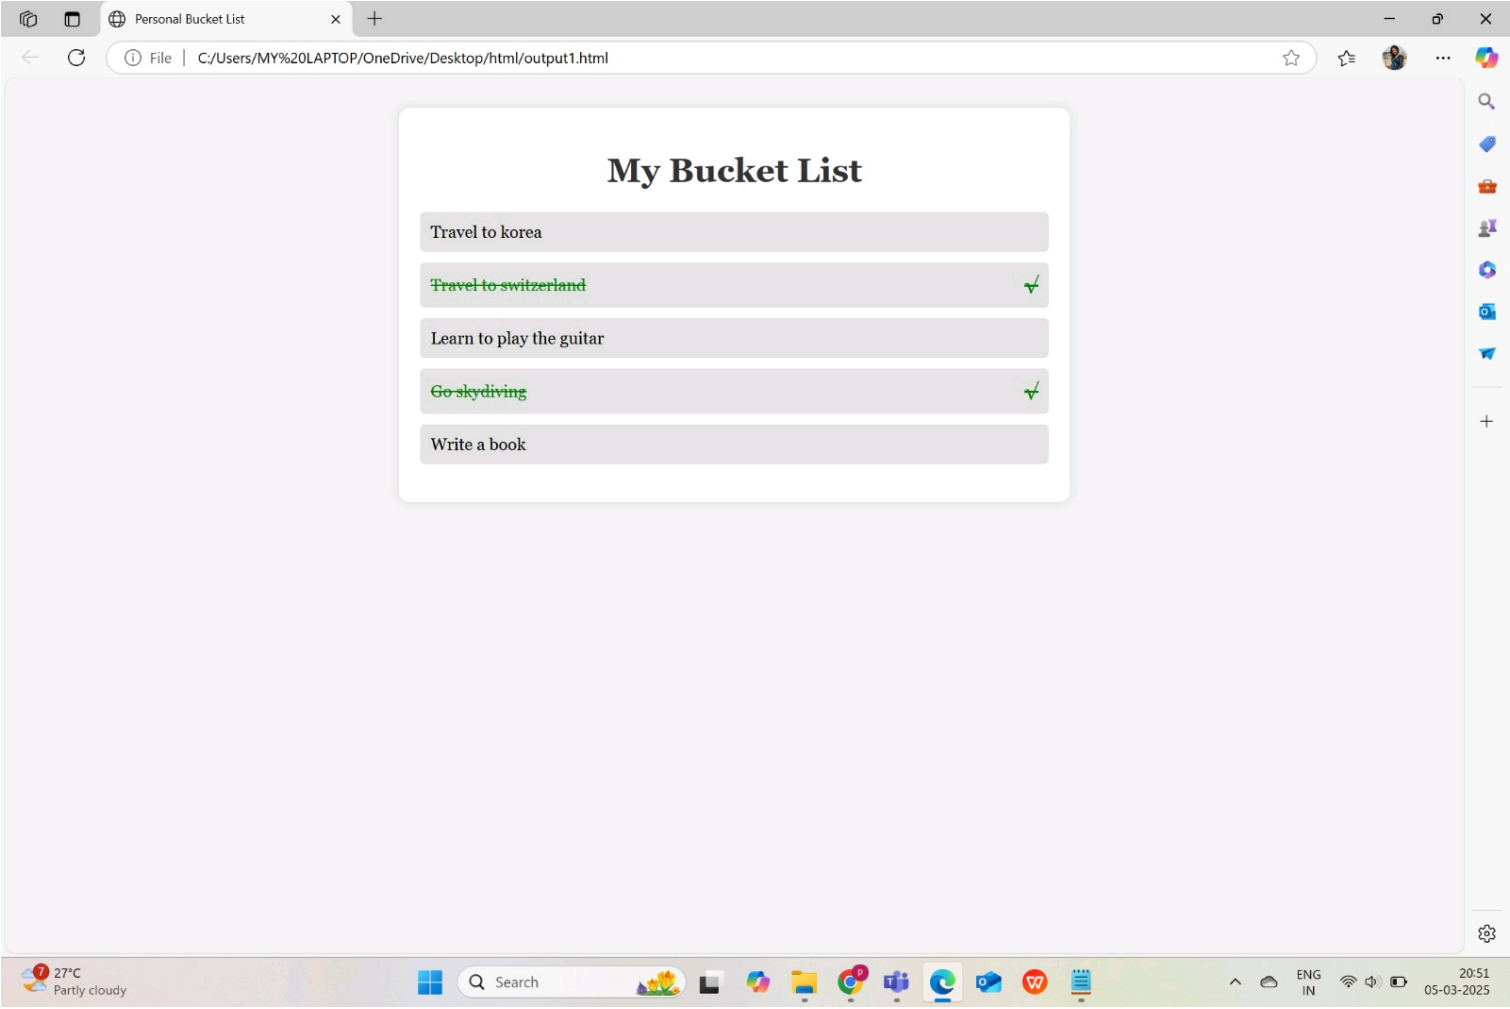 Personal Bucket List
File
C:/Users/MY%20LAPTOP/OneDrive/Desktop/html/output1.html
My Bucket List
Travel to korea
Travel to switzerland √
Learn to play the guitar
Go skydiving √
Write a book
7
27°C
Partly cloudy
Search
P
ENG
IN
20:51
05-03-2025